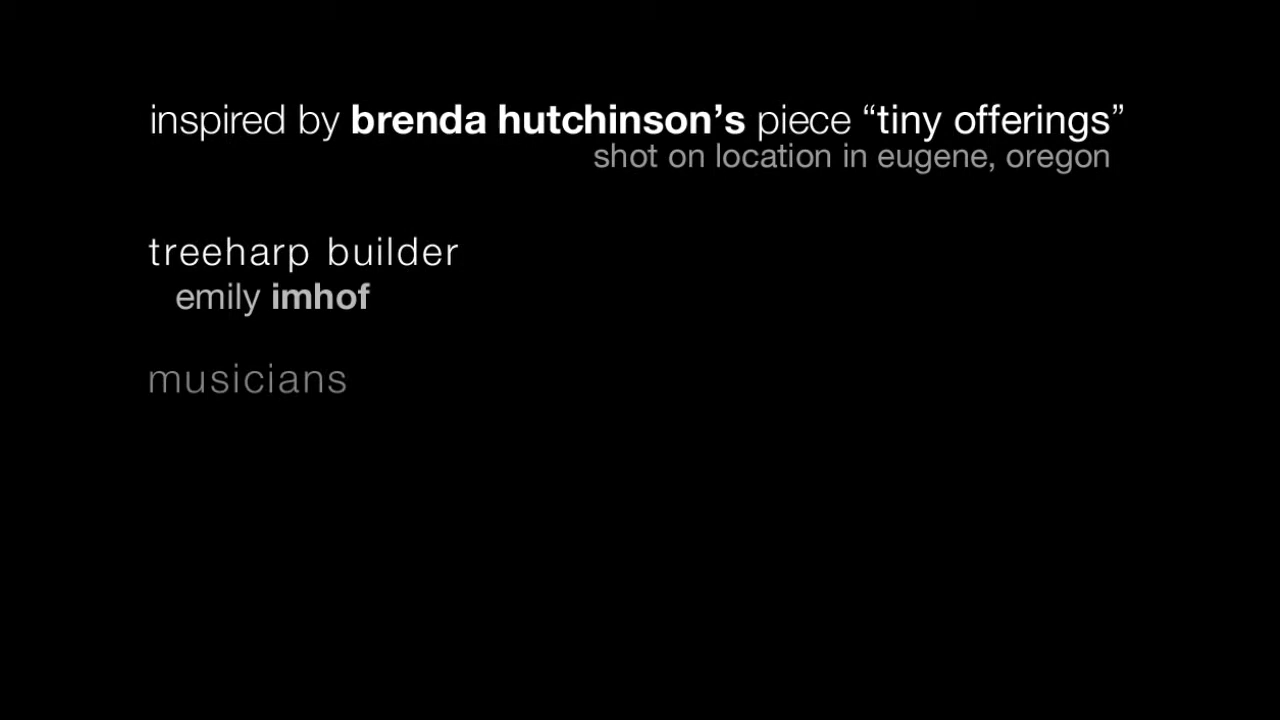 inspired by brenda hutchinson’s piece “tiny offerings”
shot on location in eugene, oregon
treeharp builder
emily imhof
musicians